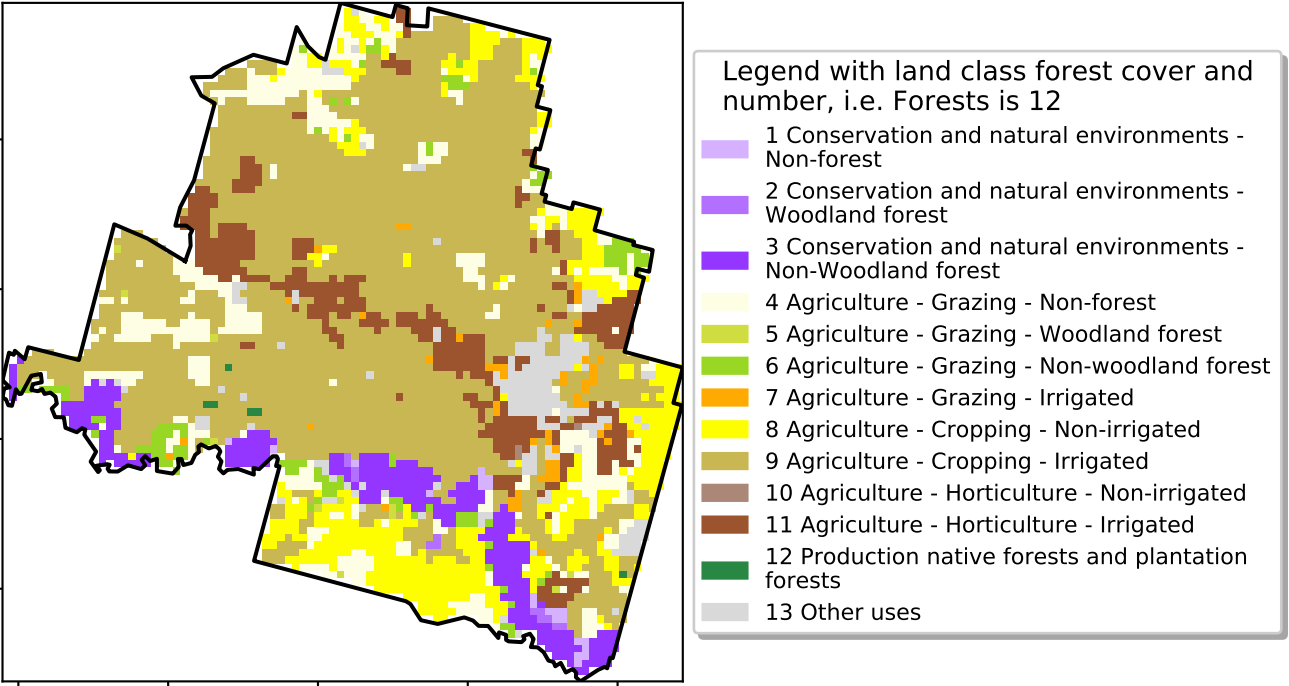 Legend with land class forest cover and
number, i.e. Forests is 12
1 Conservation and natural environments -
Non-forest
2 Conservation and natural environments -
Woodland forest
3 Conservation and natural environments -
Non-Woodland forest
4 Agriculture - Grazing - Non-forest
5 Agriculture - Grazing - Woodland forest
6 Agriculture - Grazing - Non-woodland forest
7 Agriculture - Grazing - Irrigated
8 Agriculture - Cropping - Non-irrigated
9 Agriculture - Cropping - Irrigated
10 Agriculture - Horticulture - Non-irrigated
11 Agriculture - Horticulture - Irrigated
12 Production native forests and plantation
forests
13 Other uses